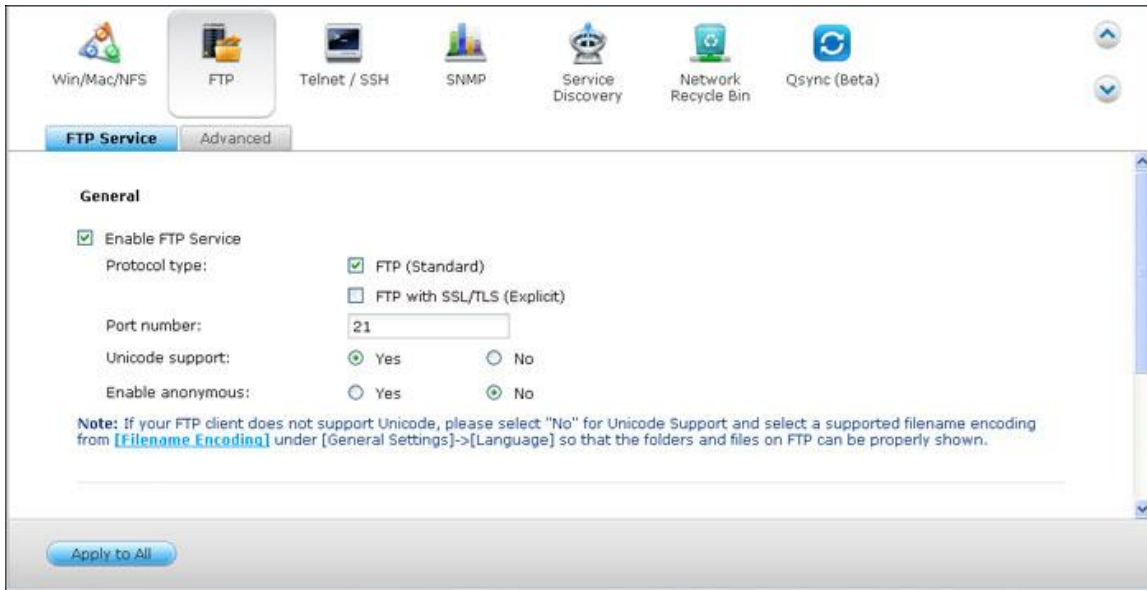 Win/Mac/NFS
FTP
Telnet / SSH
SNMP
Service
Discovery
Network
Recycle Bin
Qsync (Beta)
FTP Service
Advanced
General
Enable FTP Service
Protocol type:
FTP (Standard)
FTP with SSL/TLS (Explicit)
Port number:
21
Unicode support:
Yes
No
Enable anonymous:
Yes
No
Note: If your FTP client does not support Unicode, please select "No" for Unicode Support and select a supported filename encoding
from [Filename Encoding] under [General Settings]->[Language] so that the folders and files on FTP can be properly shown.
Apply to All